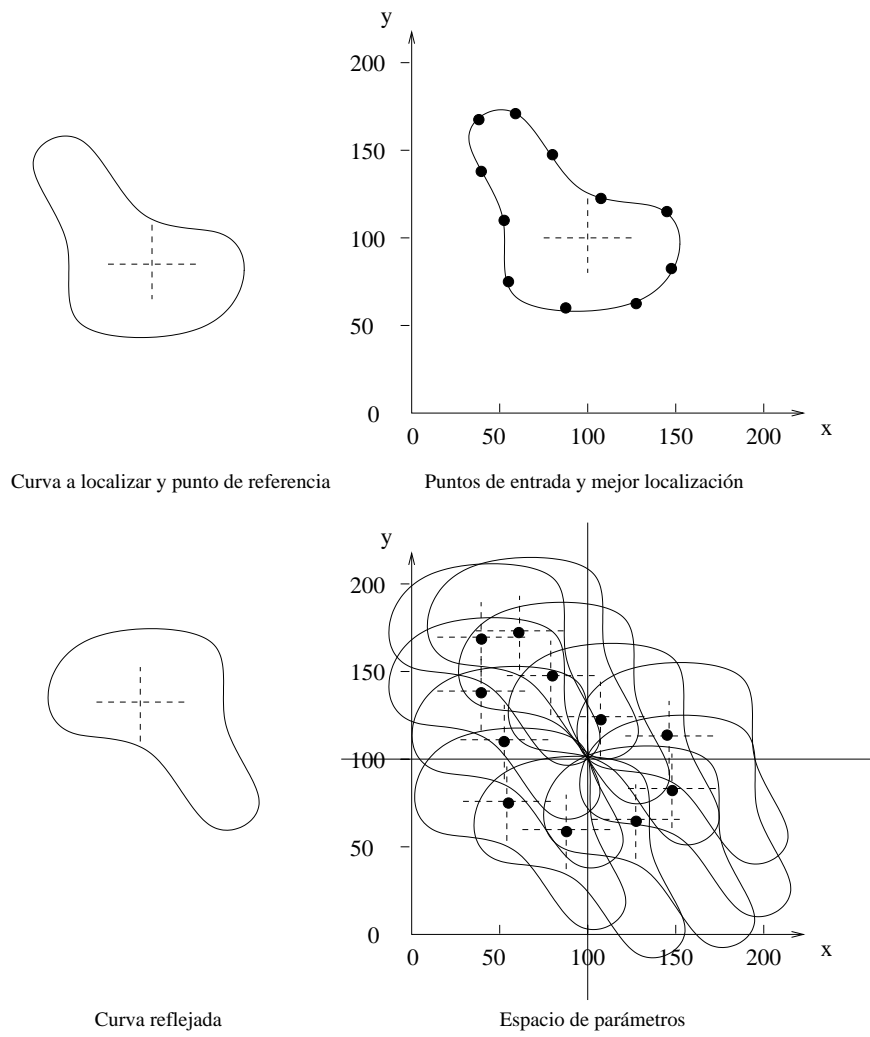 y
200
150
100
50
0
0 50 100 150 200 x
Curva a localizar y punto de referencia
Puntos de entrada y mejor localización
y
200
150
100
50
0
0 50 100 150 200 x
Curva reflejada
Espacio de parámetros